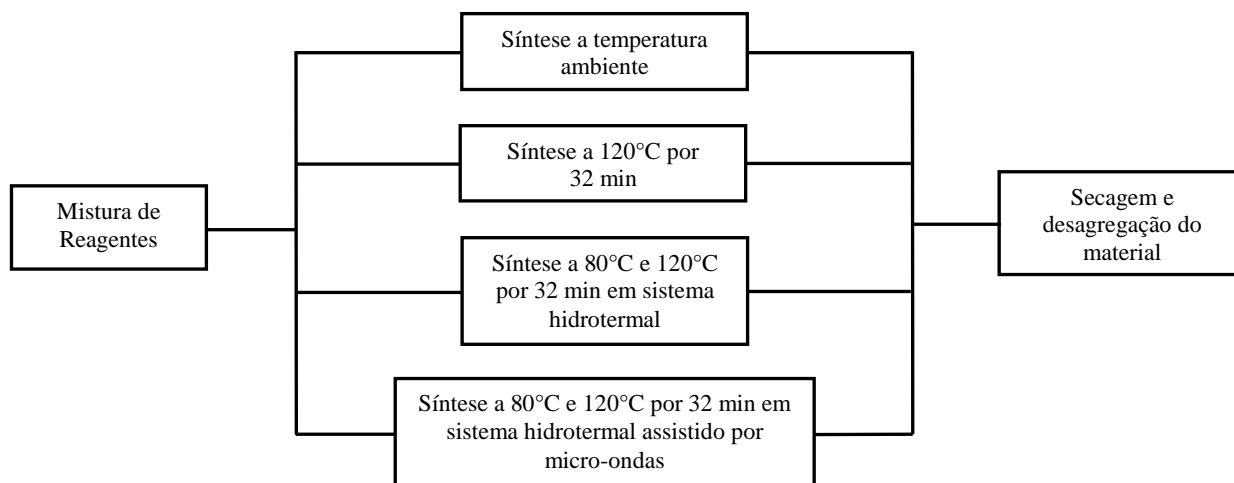 Mistura de
Reagentes
Síntese a temperatura
ambiente
Síntese a 120°C por
32 min
Síntese a 80°C e 120°C
por 32 min em sistema
hidrotermal
Síntese a 80°C e 120°C por 32 min em
sistema hidrotermal assistido por
micro-ondas
Secagem e
desagregação do
material